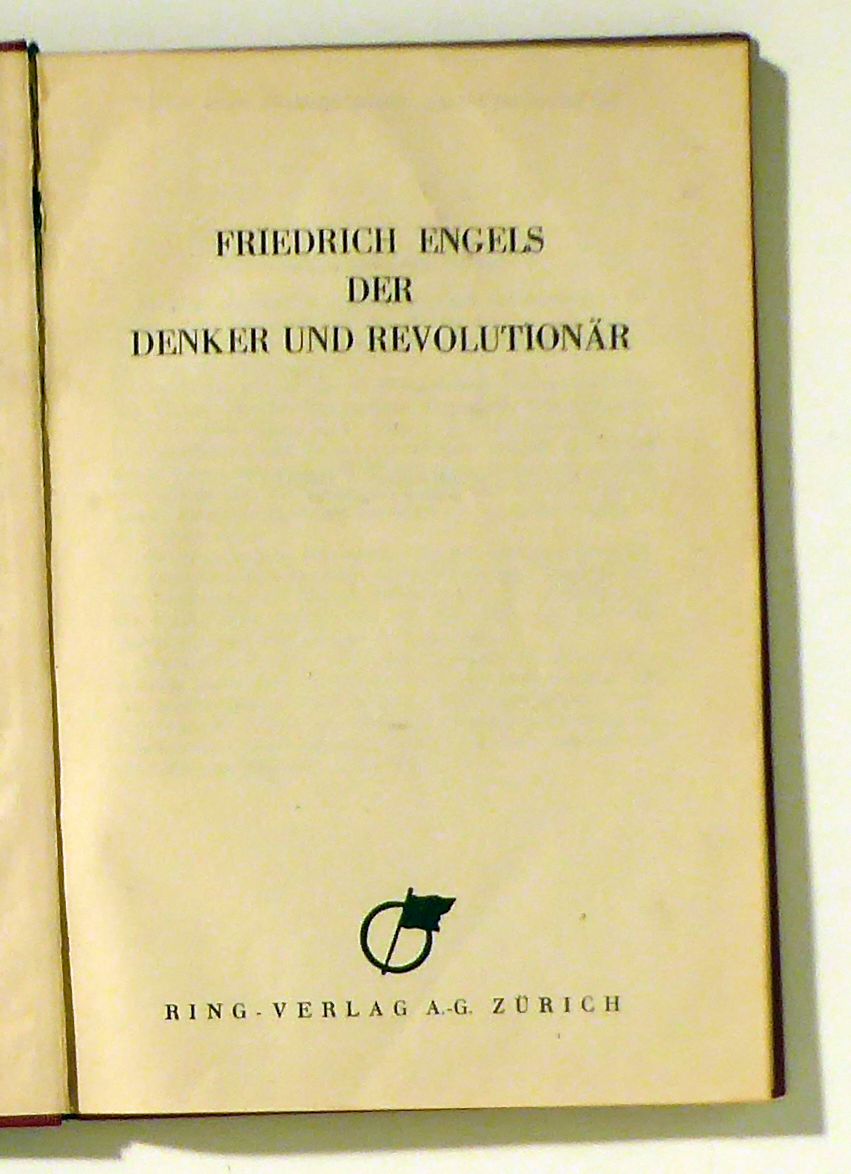 FRIEDRICH ENGELS
DER
DENKER UND REVOLUTIONÄR
RING-VERLAG A.-G. ZÜRICH